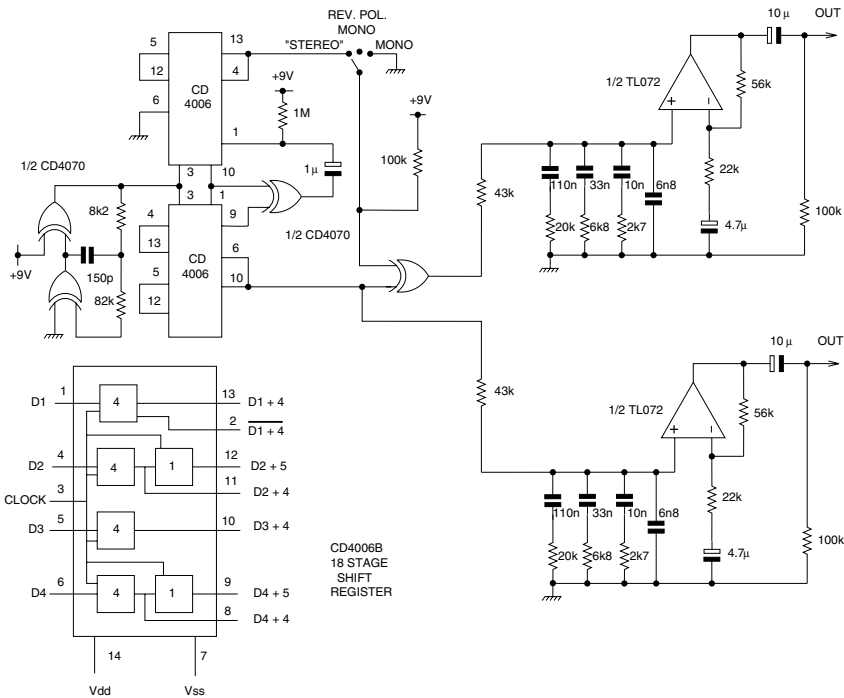 REV. POL.
MONO
"STEREO"
MONO
10 μ
OUT
5
13
12
4
CD
4006
6
1
+9V
1M
+9V
1/2 TL072
+
–
56k
1 μ
100k
1/2 CD4070
3
10
3
1
8k2
9
4
13
CD
4006
6
5
10
12
1/2 CD4070
+9V
150p
82k
43k
110n
33n
10n
6n8
22k
20k
6k8
2k7
4.7μ
100k
43k
10 μ
OUT
1/2 TL072
+
–
56k
110n
33n
10n
6n8
22k
20k
6k8
2k7
4.7μ
100k
D1
1
4
13
D1 + 4
2
D1 + 4
D2
4
4
1
12
D2 + 5
11
D2 + 4
CLOCK
3
D3
5
4
10
D3 + 4
D4
6
4
1
9
D4 + 5
8
D4 + 4
14
7
Vdd
Vss
CD4006B
18 STAGE
SHIFT
REGISTER